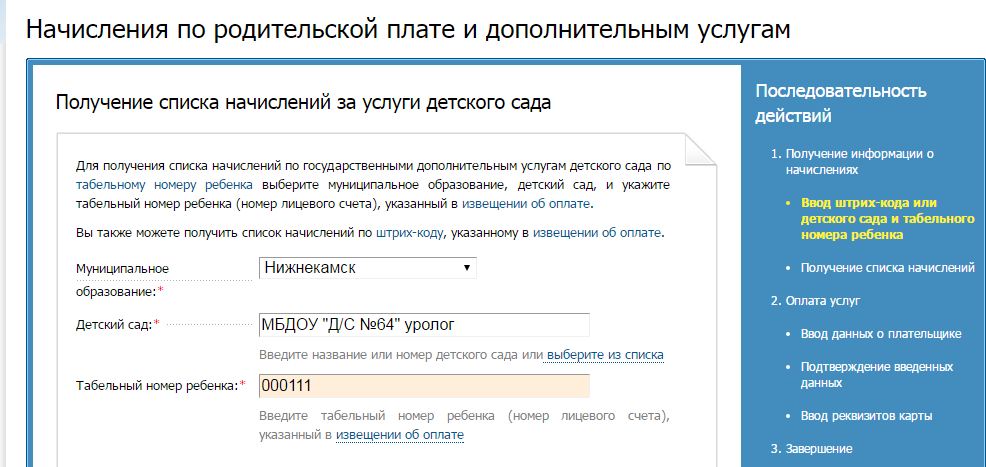 Начисления по родительской плате и дополнительным услугам
Получение списка начислений за услуги детского сада
Для получения списка начислений по государственными дополнительным услугам детского сада по
табельному номеру ребенка выберите муниципальное образование, детский сад, и укажите
табельный номер ребенка (номер лицевого счета), указанный в извещении об оплате.
Вы также можете получить список начислений по штрих-коду, указанному в извещении об оплате.
Муниципальное
образование:*
Нижнекамск
Детский сад:*
МБДОУ "Д/С №64" уролог
Введите название или номер детского сада или выберите из списка
Табельный номер ребенка:*
000111
Введите табельный номер ребенка (номер лицевого счета),
указанный в извещении об оплате
Последовательность
действий
1. Получение информации о
начислениях
• Ввод штрих-кода или
детского сада и табельного
номера ребенка
• Получение списка начислений
2. Оплата услуг
• Ввод данных о плательщике
• Подтверждение введенных
данных
• Ввод реквизитов карты
3. Завершение